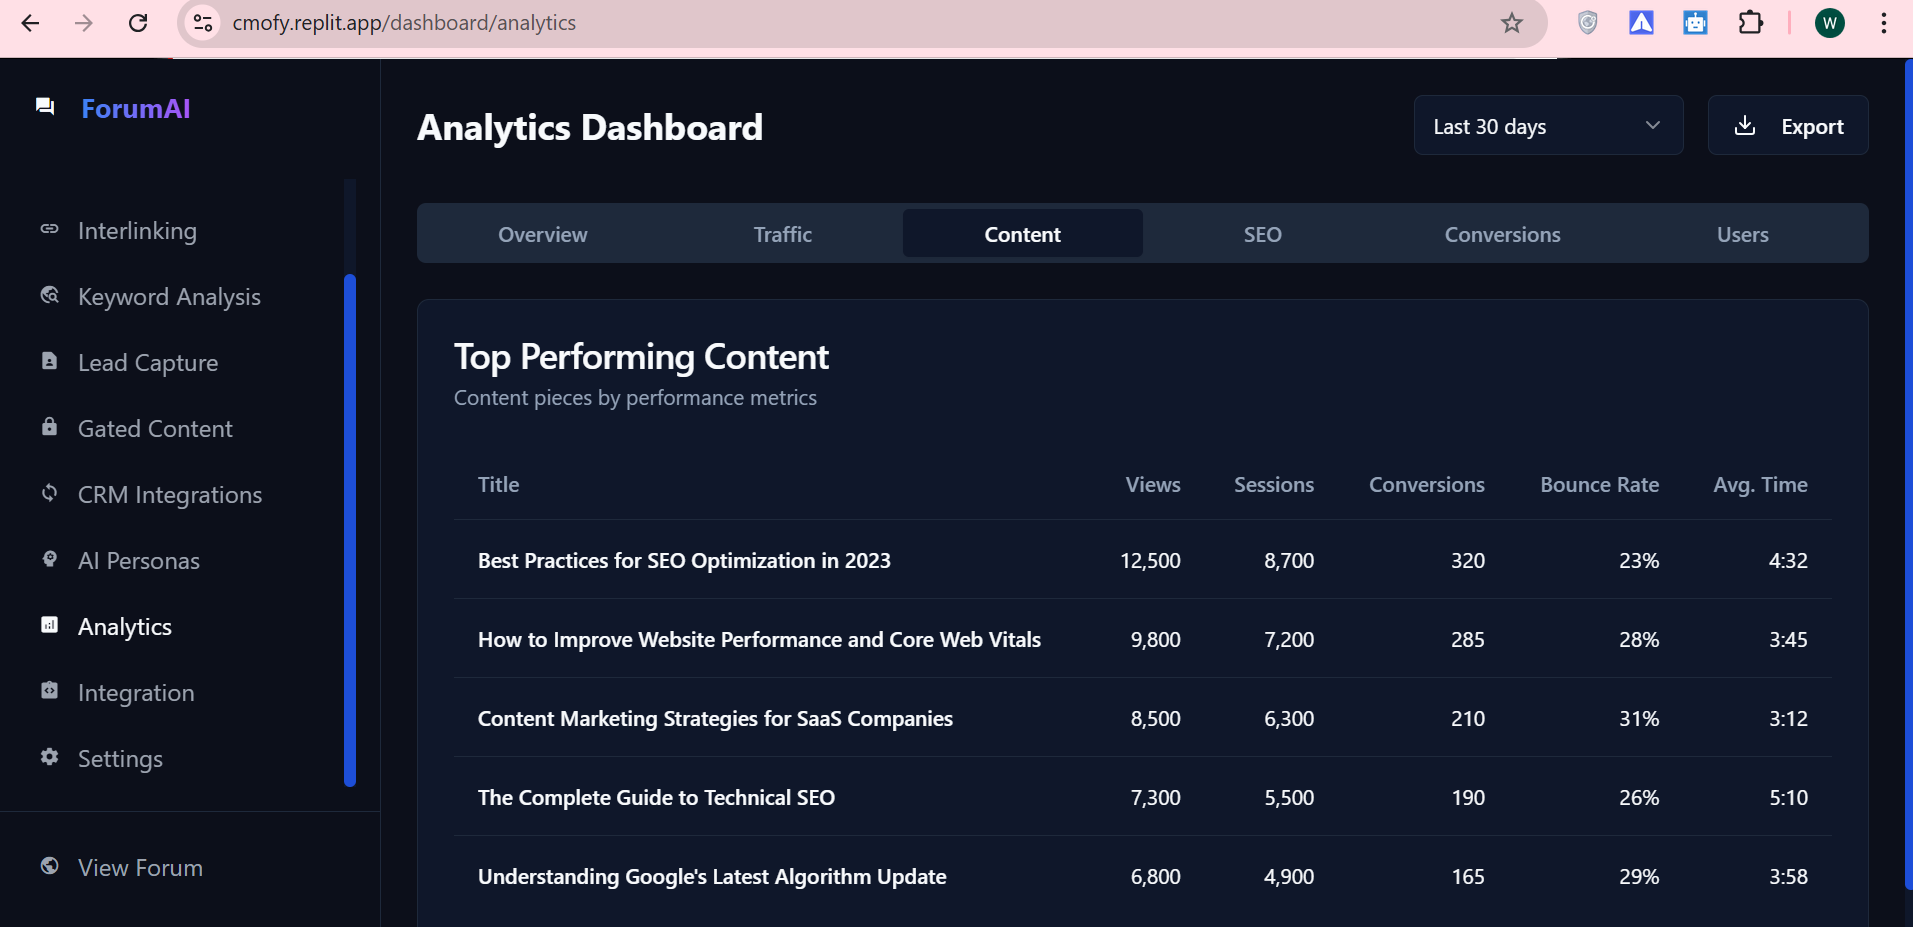 cmofy.replit.app/dashboard/analytics
W
ForumAI
Interlinking
Keyword Analysis
Lead Capture
Gated Content
CRM Integrations
AI Personas
Analytics
Integration
Settings
View Forum
Analytics Dashboard
Last 30 days
Export
Overview Traffic Content SEO Conversions Users
Top Performing Content
Content pieces by performance metrics
Title Views Sessions Conversions Bounce Rate Avg. Time
Best Practices for SEO Optimization in 2023 12,500 8,700 320 23% 4:32
How to Improve Website Performance and Core Web Vitals 9,800 7,200 285 28% 3:45
Content Marketing Strategies for SaaS Companies 8,500 6,300 210 31% 3:12
The Complete Guide to Technical SEO 7,300 5,500 190 26% 5:10
Understanding Google's Latest Algorithm Update 6,800 4,900 165 29% 3:58